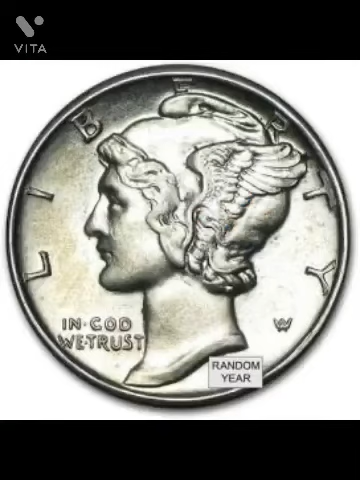 VITA
LIBERTY
IN·GOD
WE·TRUST
W
RANDOM
YEAR